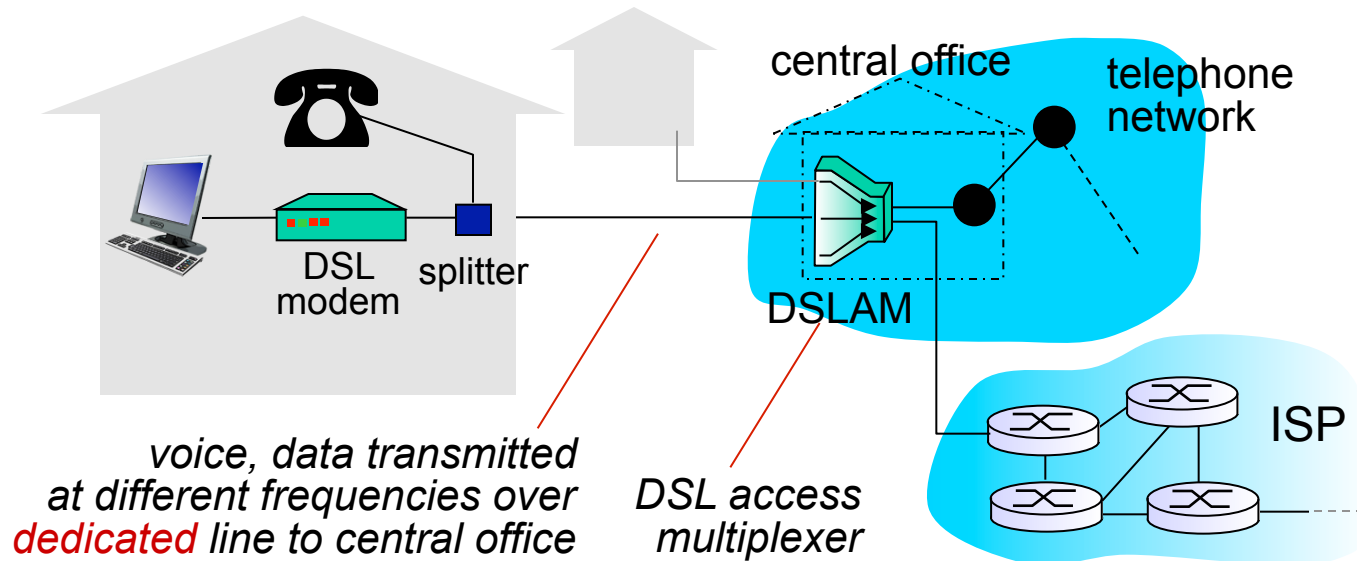 central office
telephone
network
DSL
modem
splitter
DSLAM
ISP
voice, data transmitted
at different frequencies over
dedicated line to central office
DSL access
multiplexer